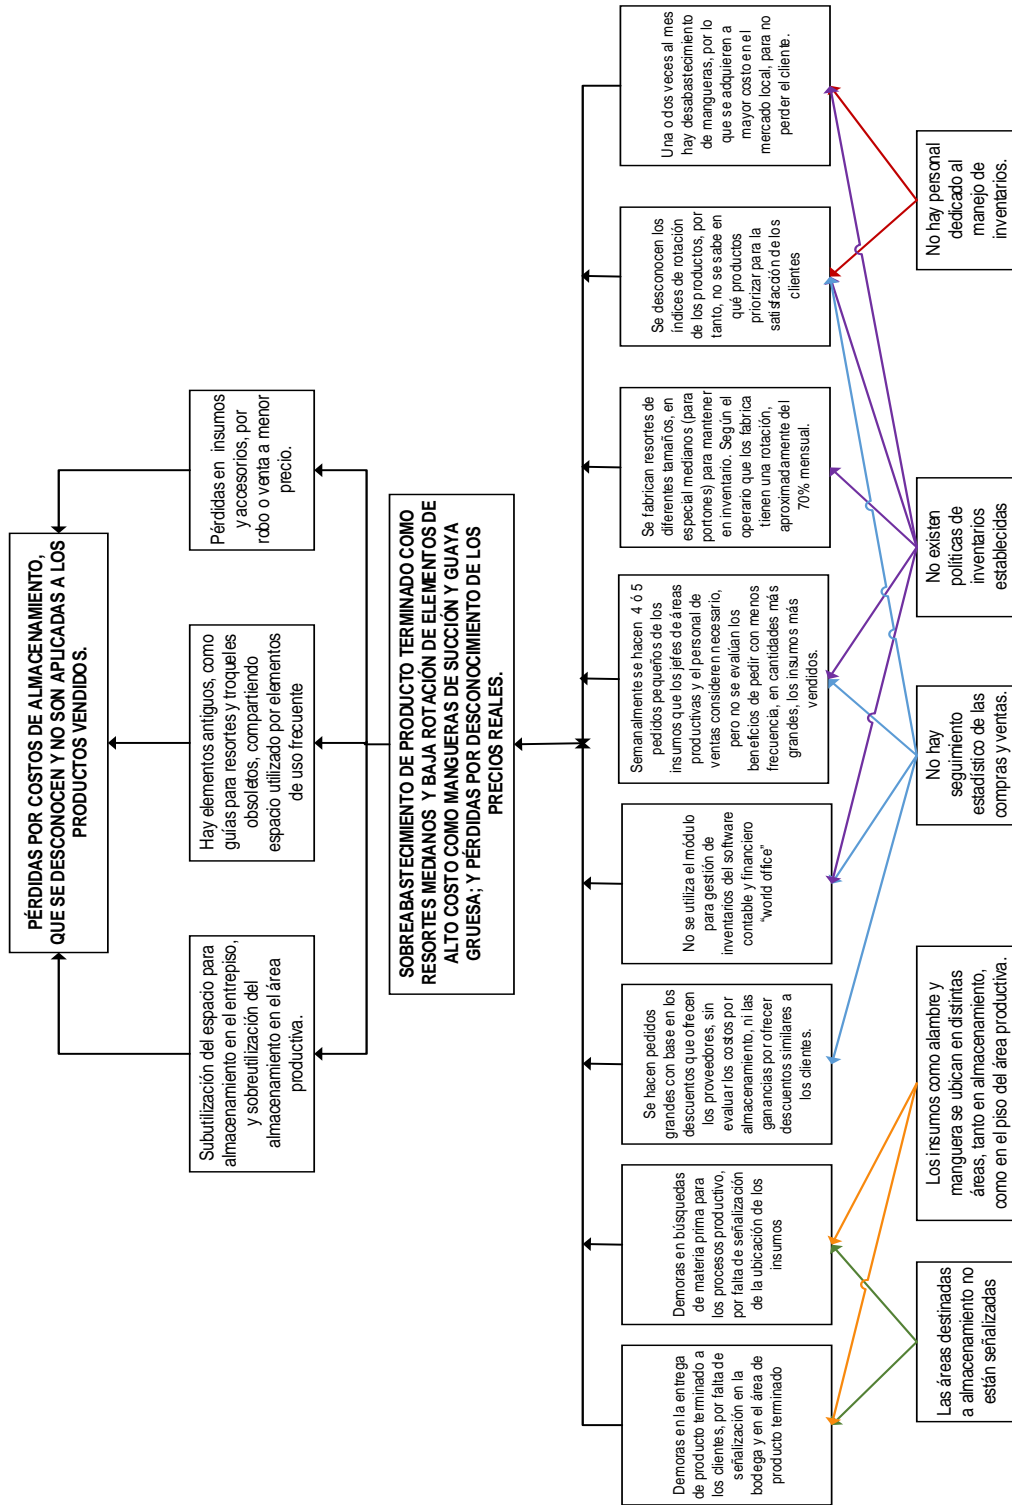 PÉRDIDAS POR COSTOS DE ALMACENAMIENTO,
QUE SE DESCONOCEN Y NO SON APLICADAS A LOS
PRODUCTOS VENDIDOS.
Subutilización del espacio para
almacenamiento en el entrepiso,
y sobreutilización del
almacenamiento en el área
productiva.
Hay elementos antiguos, como
guías para resortes y troqueles
obsoletos, compartiendo
espacio utilizado por elementos
de uso frecuente
Pérdidas en insumos
y accesorios, por
robo o venta a menor
precio.
SOBREABASTECIMIENTO DE PRODUCTO TERMINADO COMO
RESORTES MEDIANOS Y BAJA ROTACIÓN DE ELEMENTOS DE
ALTO COSTO COMO MANGUERAS DE SUCCIÓN Y GUAYA
GRUESA; Y PÉRDIDAS POR DESCONOCIMIENTO DE LOS
PRECIOS REALES.
Demoras en la entrega
de producto terminado a
los clientes, por falta de
señalización en la
bodega y en el área de
producto terminado
Demoras en búsquedas
de materia prima para
los procesos productivo,
por falta de señalización
de la ubicación de los
insumos
Se hacen pedidos
grandes con base en los
descuentos que ofrecen
los proveedores, sin
evaluar los costos por
almacenamiento, ni las
ganancias por ofrecer
descuentos similares a
los clientes.
No se utiliza el módulo
para gestión de
inventarios del software
contable y financiero
“world office”
Semanalmente se hacen 4 ó 5
pedidos pequeños de los
insumos que los jefes de áreas
productivas y el personal de
ventas consideren necesario,
pero no se evalúan los
beneficios de pedir con menos
frecuencia, en cantidades más
grandes, los insumos más
vendidos.
Se fabrican resortes de
diferentes tamaños, en
especial medianos (para
portones) para mantener
en inventario. Según el
operario que los fabrica
tienen una rotación,
aproximadamente del
70% mensual.
Se desconocen los
índices de rotación
de los productos, por
tanto, no se sabe en
qué productos
priorizar para la
satisfacción de los
clientes
Una o dos veces al mes
hay desabastecimiento
de mangueras, por lo
que se adquieren a
mayor costo en el
mercado local, para no
perder el cliente.
Las áreas destinadas
a almacenamiento no
están señalizadas
Los insumos como alambre y
manguera se ubican en distintas
áreas, tanto en almacenamiento,
como en el piso del área productiva.
No hay
seguimiento
estadístico de las
compras y ventas.
No existen
políticas de
inventarios
establecidas
No hay personal
dedicado al
manejo de
inventarios.